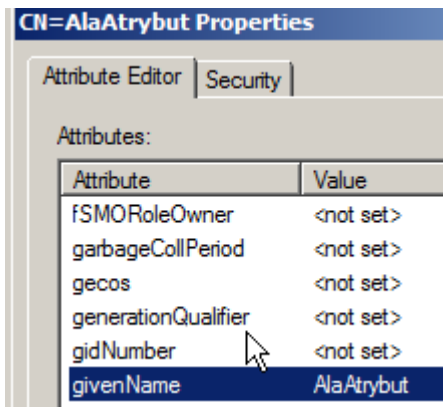 CN=AlaAtrybut Properties
Attribute Editor Security
Attributes:
Attribute Value
fSMORoleOwner <not set>
garbageCollPeriod <not set>
gecos <not set>
generationQualifier <not set>
gidNumber <not set>
givenName AlaAtrybut